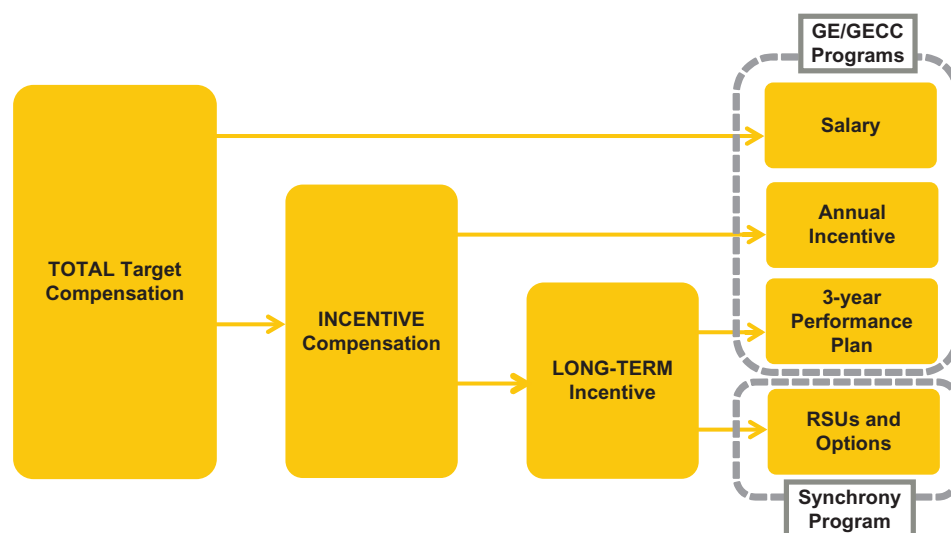 GE/GECC
Programs
Salary
Annual
Incentive
TOTAL Target
Compensation
INCENTIVE
Compensation
3-year
Performance
Plan
LONG-TERM
Incentive
RSUs and
Options
Synchrony
Program